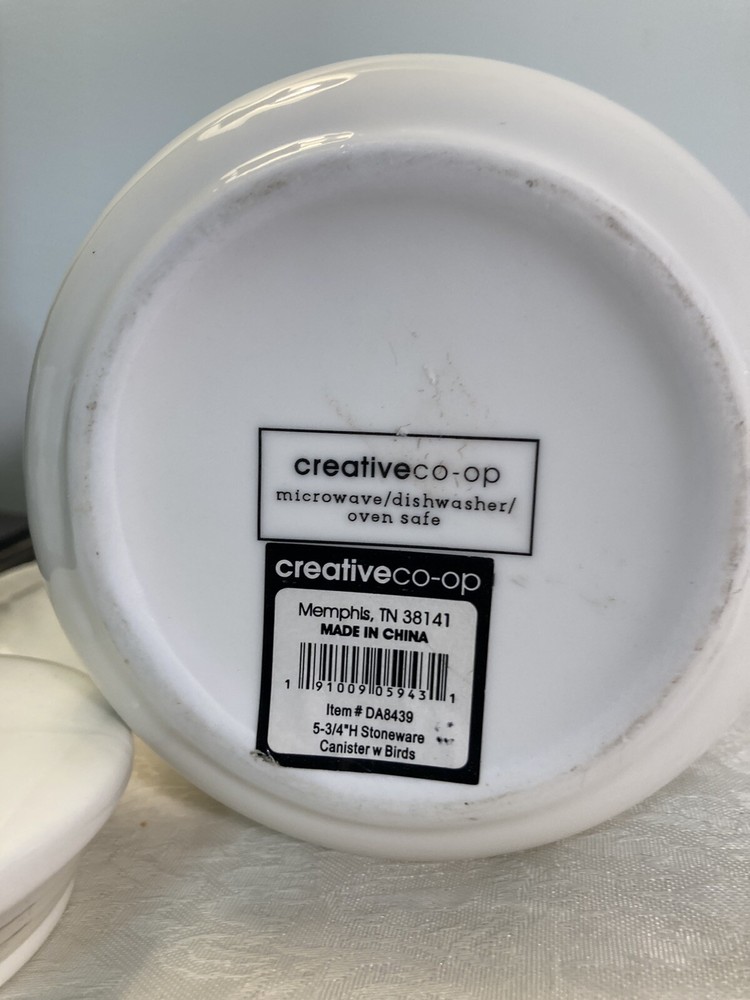 creativeco-op
microwave/dishwasher/
oven safe
creativeco-op
Memphis, TN 38141
MADE IN CHINA
1 91009 05943 1
Item # DA8439
5-3/4"H Stoneware
Canister w Birds